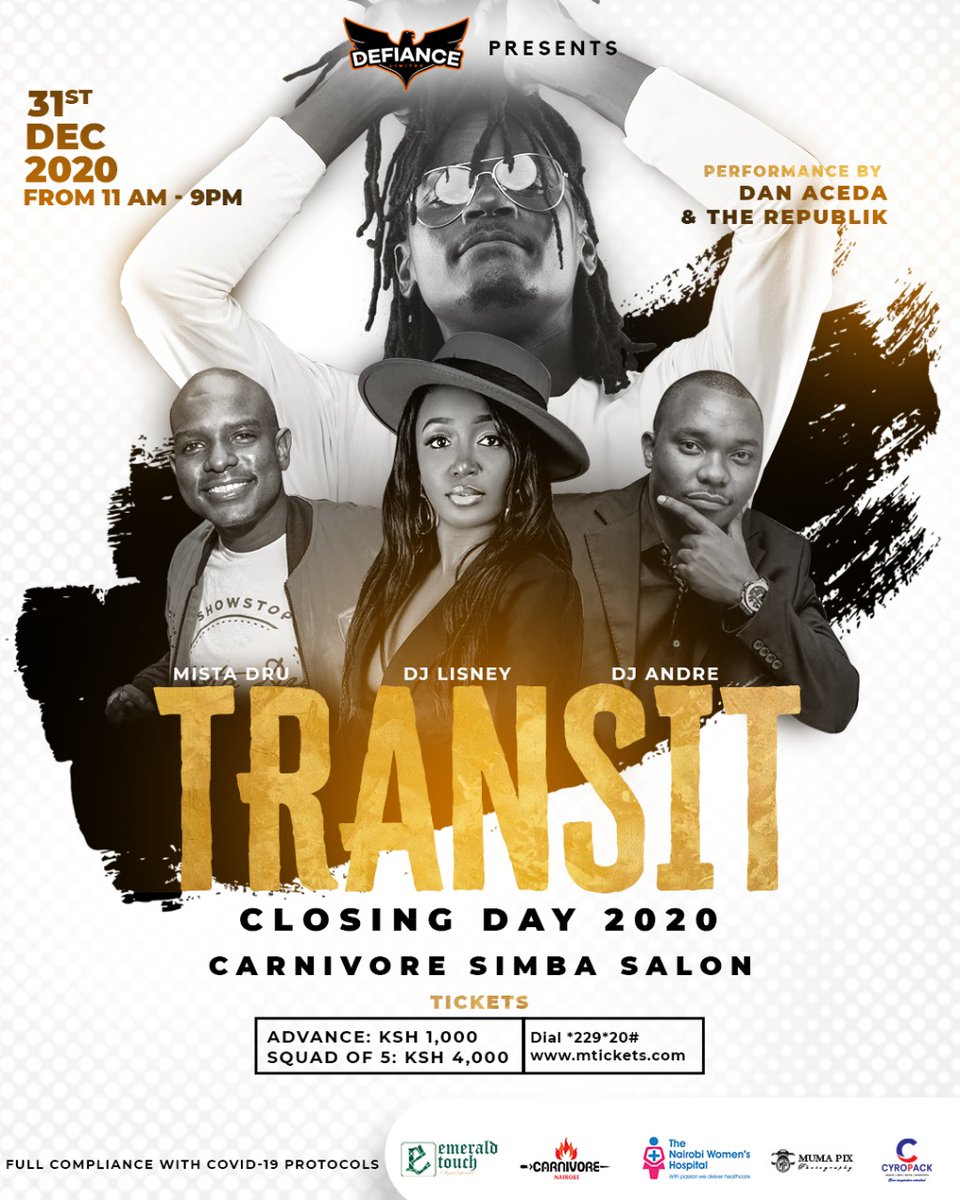 DEFIANCE
LIMITED
PRESENTS
31ST
DEC
2020
FROM 11 AM - 9PM
PERFORMANCE BY
DAN ACEDA
& THE REPUBLIK
SHOWSTOP
MISTA DRU
DJ LISNEY
DJ ANDRE
TRANSIT
CLOSING DAY 2020
CARNIVORE SIMBA SALON
TICKETS
ADVANCE: KSH 1,000
SQUAD OF 5: KSH 4,000
Dial *229*20#
www.mtickets.com
FULL COMPLIANCE WITH COVID-19 PROTOCOLS
emerald
touch
CARNIVORE
NAIROBI
The
Nairobi Women's
Hospital
With passion we deliver healthcare
MUMA PIX
Photography
CYROPACK